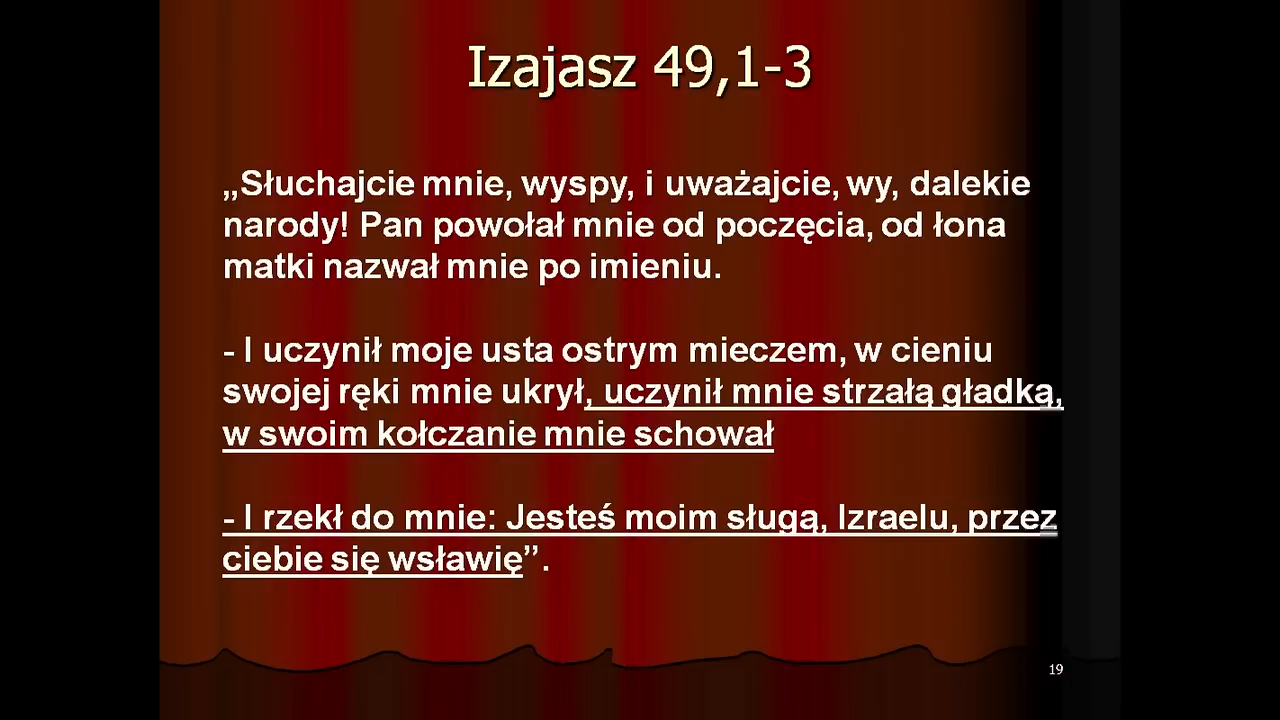 Izajasz 49,1-3
„Słuchajcie mnie, wyspy, i uważajcie, wy, dalekie
narody! Pan powołał mnie od poczęcia, od łona
matki nazwał mnie po imieniu.
- I uczynił moje usta ostrym mieczem, w cieniu
swojej ręki mnie ukrył, uczynił mnie strzałą gładką,
w swoim kołczanie mnie schował
- I rzekł do mnie: Jesteś moim sługą, Izraelu, przez
ciebie się wsławię”.
19